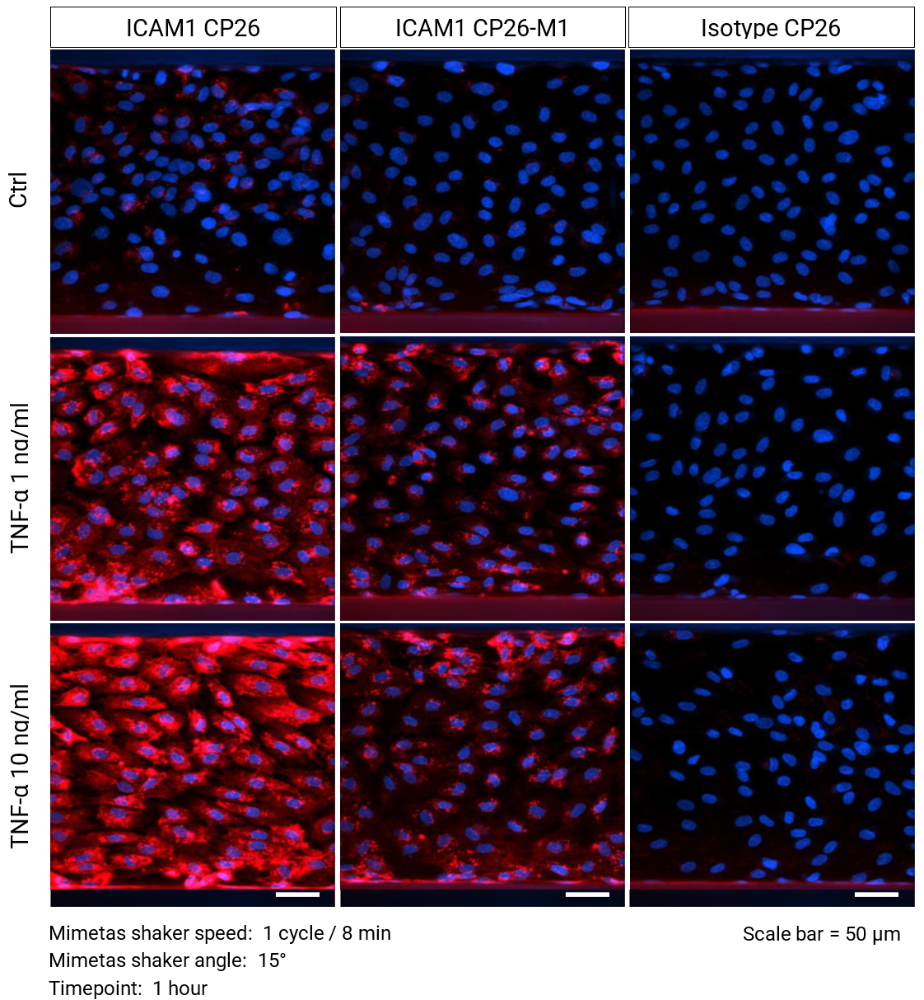 ICAM1 CP26
ICAM1 CP26-M1
Isotype CP26
Ctrl
TNF-α 1 ng/ml
TNF-α 10 ng/ml
Mimetas shaker speed: 1 cycle / 8 min
Scale bar = 50 µm
Mimetas shaker angle: 15°
Timepoint: 1 hour